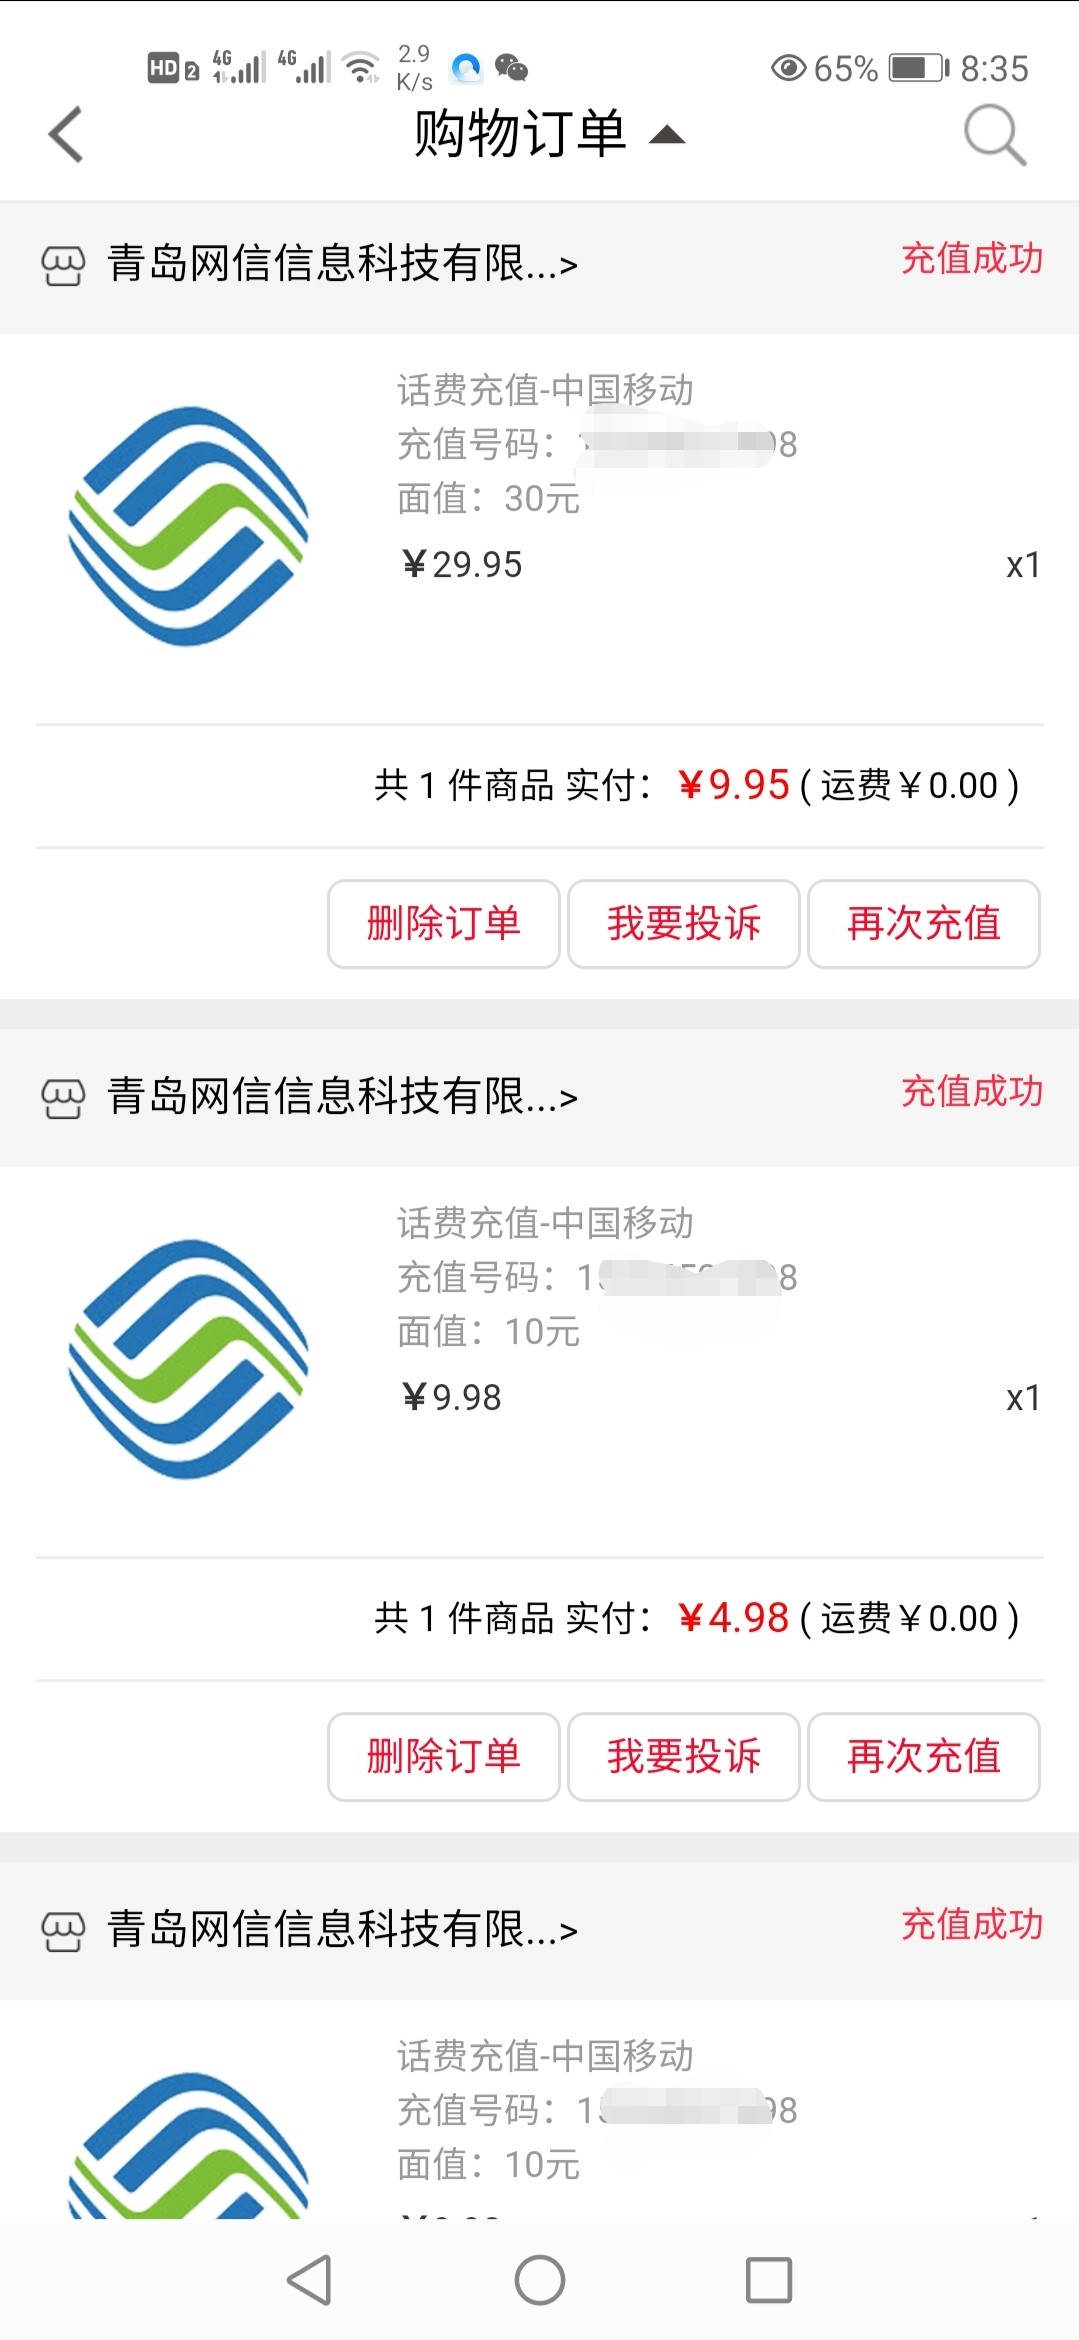 HD 2 4G 4G 2.9 K/s 65% 8:35
购物订单
青岛网信信息科技有限...> 充值成功
话费充值-中国移动
充值号码： 8
面值：30元
¥29.95 x1
共 1 件商品 实付：¥9.95 ( 运费¥0.00 )
删除订单 我要投诉 再次充值
青岛网信信息科技有限...> 充值成功
话费充值-中国移动
充值号码：1 8
面值：10元
¥9.98 x1
共 1 件商品 实付：¥4.98 ( 运费¥0.00 )
删除订单 我要投诉 再次充值
青岛网信信息科技有限...> 充值成功
话费充值-中国移动
充值号码：1 98
面值：10元